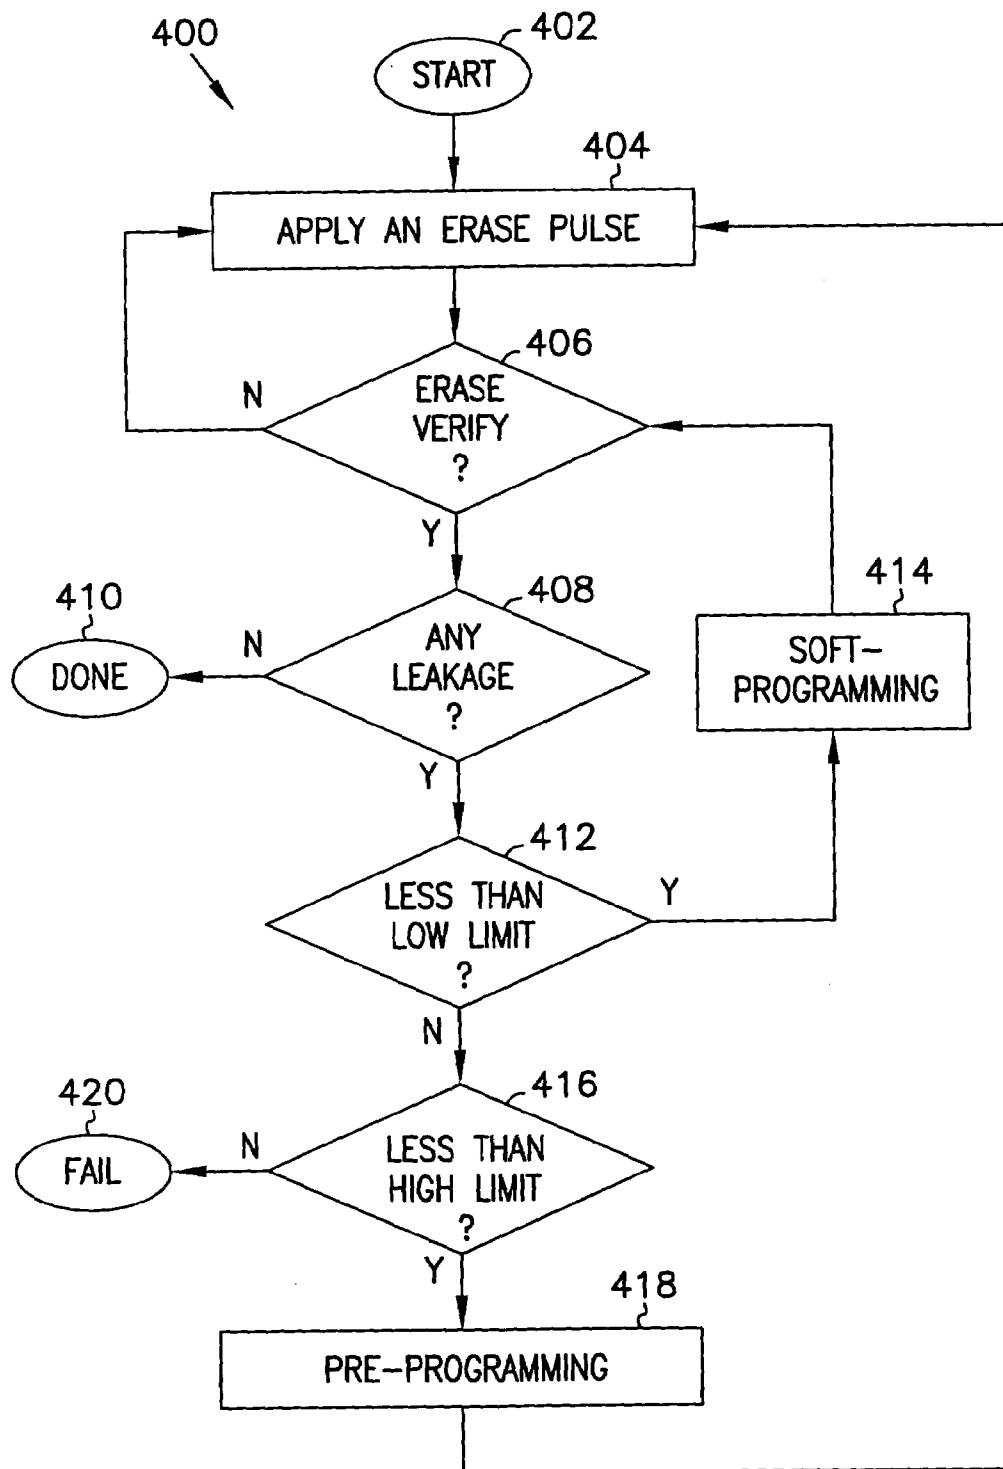 400
402
START
404
APPLY AN ERASE PULSE
406
N
ERASE
VERIFY
?
Y
410
408
414
DONE
N
ANY
LEAKAGE
?
SOFT-
PROGRAMMING
Y
412
LESS THAN
LOW LIMIT
?
Y
N
420
416
FAIL
N
LESS THAN
HIGH LIMIT
?
Y
418
PRE-PROGRAMMING